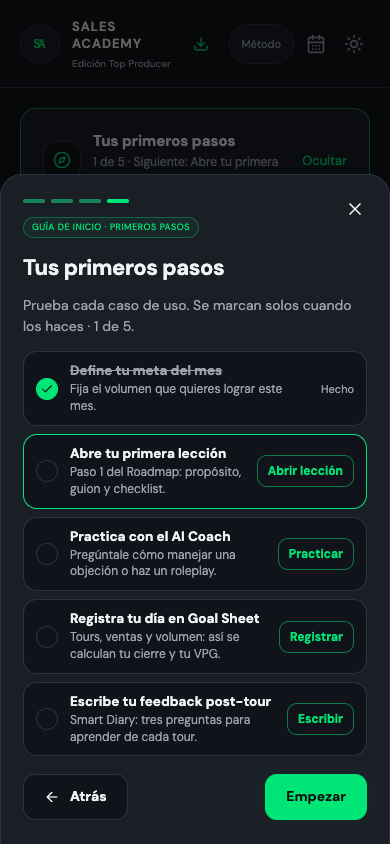 SA
SALES
ACADEMY
Edición Top Producer
Método
Tus primeros pasos
1 de 5 · Siguiente: Abre tu primera
Ocultar
GUÍA DE INICIO · PRIMEROS PASOS
Tus primeros pasos
Prueba cada caso de uso. Se marcan solos cuando
los haces · 1 de 5.
Define tu meta del mes
Fija el volumen que quieres lograr este
mes.
Hecho
Abre tu primera lección
Paso 1 del Roadmap: propósito,
guion y checklist.
Abrir lección
Practica con el AI Coach
Pregúntale cómo manejar una
objeción o haz un roleplay.
Practicar
Registra tu día en Goal Sheet
Tours, ventas y volumen: así se
calculan tu cierre y tu VPG.
Registrar
Escribe tu feedback post-tour
Smart Diary: tres preguntas para
aprender de cada tour.
Escribir
Atrás
Empezar